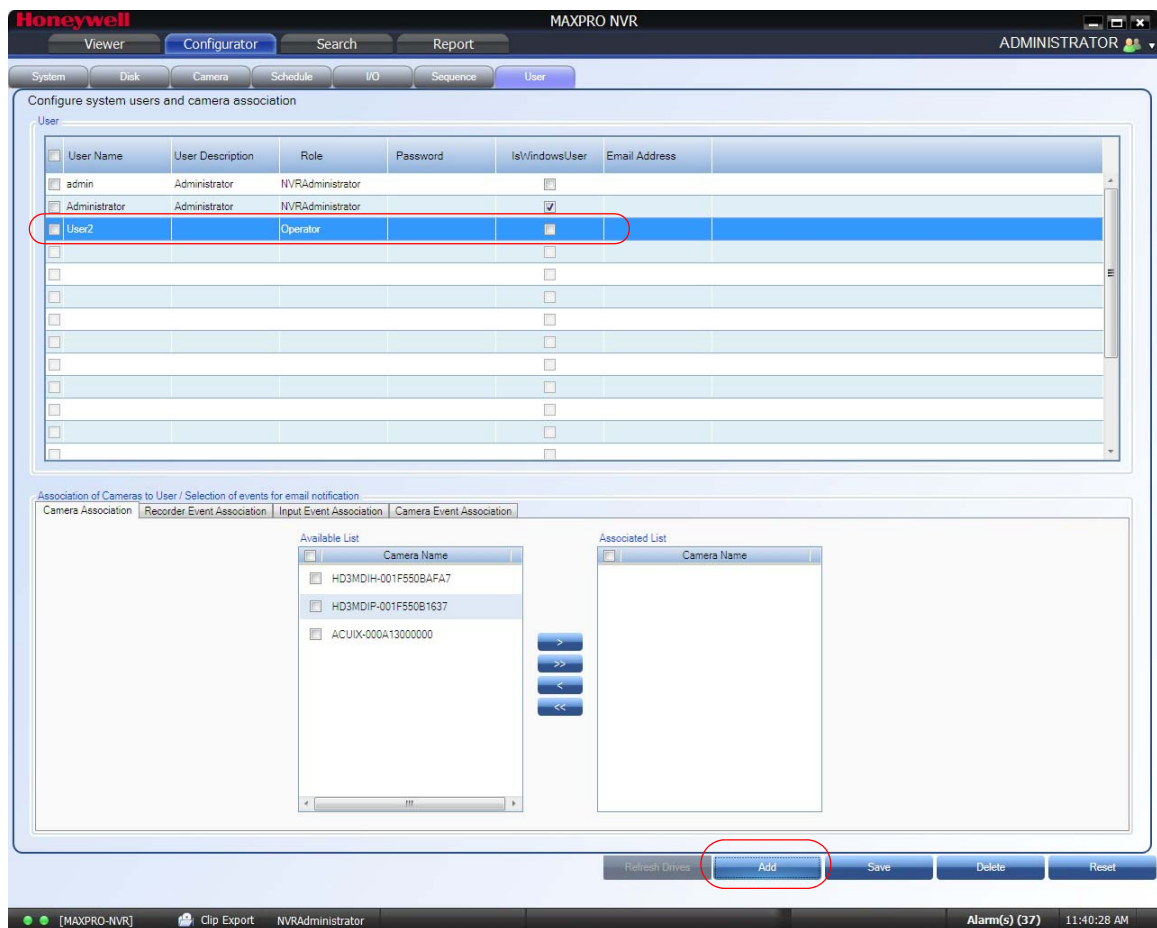 Honeywell MAXPRO NVR
Viewer Configurator Search Report ADMINISTRATOR
System Disk Camera Schedule I/O Sequence User
Configure system users and camera association
User
User Name User Description Role Password IsWindowsUser Email Address
admin Administrator NVRAdministrator
Administrator Administrator NVRAdministrator
User2 Operator
Association of Cameras to User / Selection of events for email notification
Camera Association Recorder Event Association Input Event Association Camera Event Association
Available List Associated List
Camera Name Camera Name
HD3MDIH-001F550BAFA7
HD3MDIP-001F550B1637
ACUIX-000A13000000
>
>>
<
<<
Refresh Drives Add Save Delete Reset
[MAXPRO-NVR] Clip Export NVRAdministrator Alarm(s) (37) 11:40:28 AM